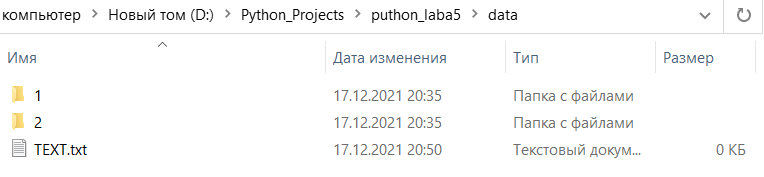 компьютер > Новый том (D:) > Python_Projects > puthon_laba5 > data
Имя Дата изменения Тип Размер
1 17.12.2021 20:35 Папка с файлами
2 17.12.2021 20:35 Папка с файлами
TEXT.txt 17.12.2021 20:50 Текстовый докум... 0 КБ